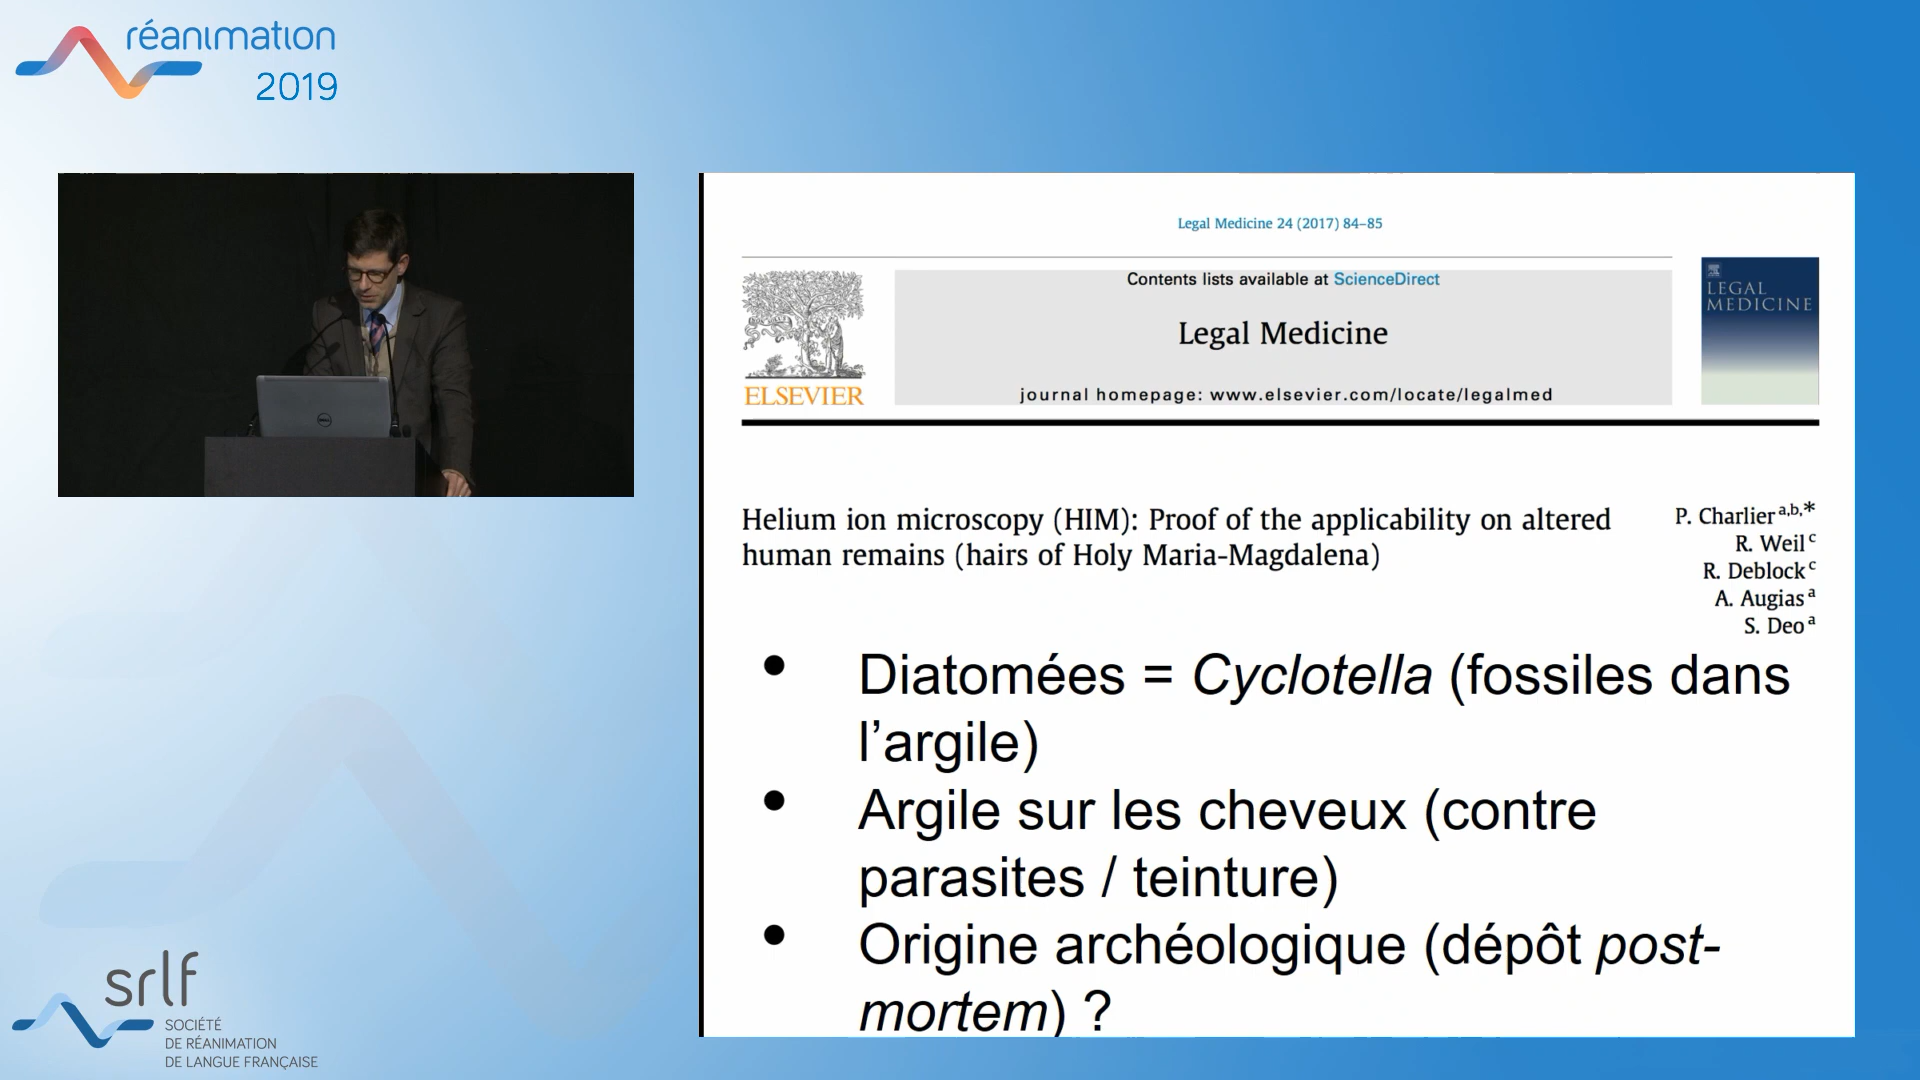 réanimation
2019
Legal Medicine 24 (2017) 84–85
Contents lists available at ScienceDirect
Legal Medicine
journal homepage: www.elsevier.com/locate/legalmed
ELSEVIER
LEGAL
MEDICINE
Helium ion microscopy (HIM): Proof of the applicability on altered
human remains (hairs of Holy Maria-Magdalena)
P. Charlier a,b,*
R. Weil c
R. Deblock c
A. Augias a
S. Deo a
• Diatomées = Cyclotella (fossiles dans
l’argile)
• Argile sur les cheveux (contre
parasites / teinture)
• Origine archéologique (dépôt post-
mortem) ?
DELL
srlf
SOCIÉTÉ
DE RÉANIMATION
DE LANGUE FRANÇAISE